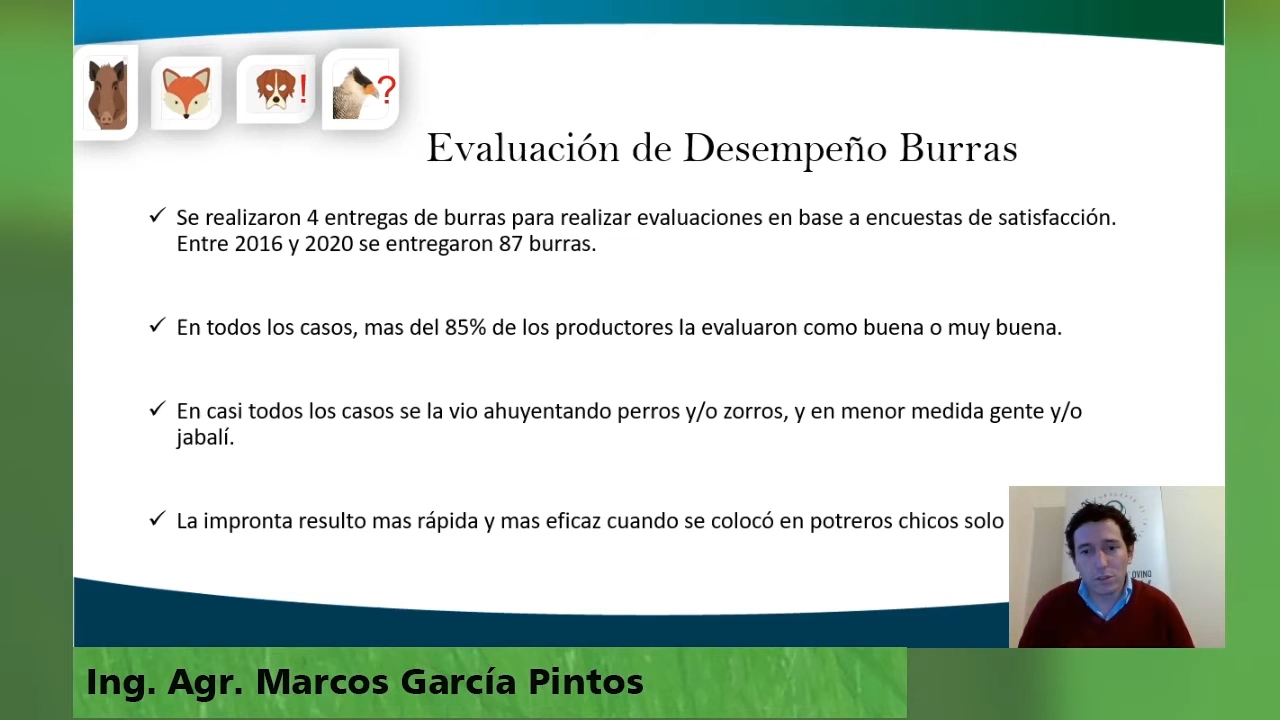 !
?
Evaluación de Desempeño Burras
✓ Se realizaron 4 entregas de burras para realizar evaluaciones en base a encuestas de satisfacción.
Entre 2016 y 2020 se entregaron 87 burras.
✓ En todos los casos, mas del 85% de los productores la evaluaron como buena o muy buena.
✓ En casi todos los casos se la vio ahuyentando perros y/o zorros, y en menor medida gente y/o
jabalí.
✓ La impronta resulto mas rápida y mas eficaz cuando se colocó en potreros chicos solo
OVINO
Ing. Agr. Marcos García Pintos